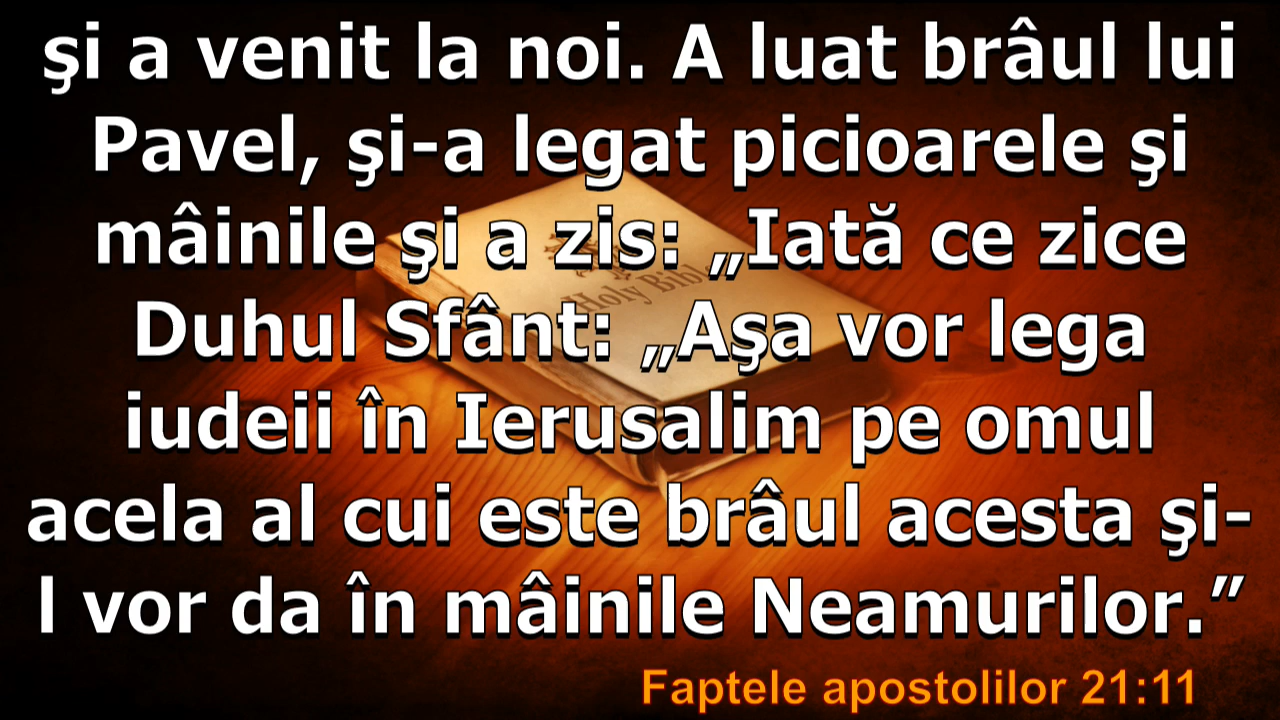 şi a venit la noi. A luat brâul lui
Pavel, şi-a legat picioarele şi
mâinile şi a zis: „Iată ce zice
Duhul Sfânt: „Aşa vor lega
iudeii în Ierusalim pe omul
acela al cui este brâul acesta şi-
l vor da în mâinile Neamurilor.”
Faptele apostolilor 21:11
Holy Bible